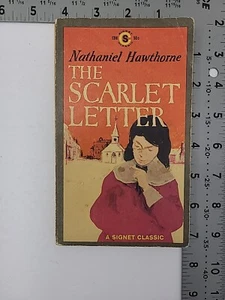 S
Nathaniel Hawthorne
THE
SCARLET
LETTER
A SIGNET CLASSIC